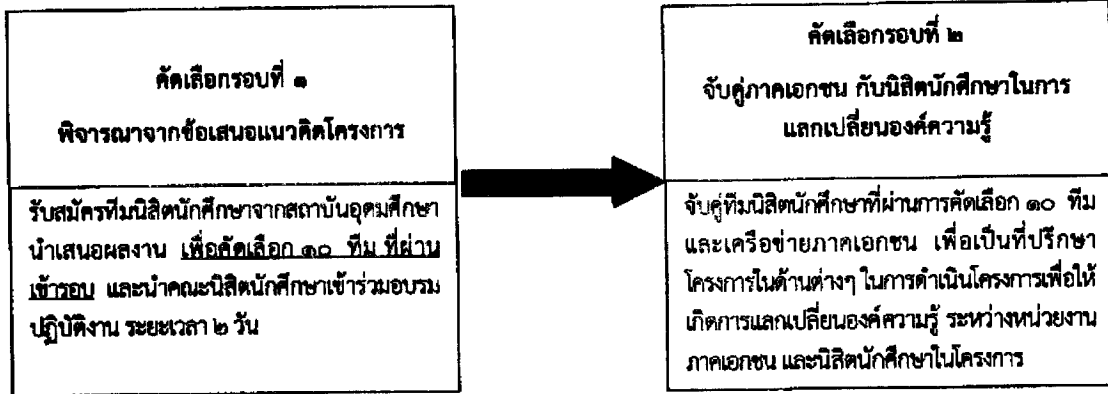 คัดเลือกรอบที่ ๑
พิจารณาจากข้อเสนอแนวคิดโครงการ
รับสมัครทีมนิสิตนักศึกษาจากสถาบันอุดมศึกษา
นำเสนอผลงาน เพื่อคัดเลือก ๑๐ ทีม ที่ผ่าน
เข้ารอบ และนำคณะนิสิตนักศึกษาเข้าร่วมอบรม
ปฏิบัติงาน ระยะเวลา ๒ วัน
คัดเลือกรอบที่ ๒
จับคู่ภาคเอกชน กับนิสิตนักศึกษาในการ
แลกเปลี่ยนองค์ความรู้
จับคู่ทีมนิสิตนักศึกษาที่ผ่านการคัดเลือก ๑๐ ทีม
และเครือข่ายภาคเอกชน เพื่อเป็นที่ปรึกษา
โครงการในด้านต่างๆ ในการดำเนินโครงการเพื่อให้
เกิดการแลกเปลี่ยนองค์ความรู้ ระหว่างหน่วยงาน
ภาคเอกชน และนิสิตนักศึกษาในโครงการ